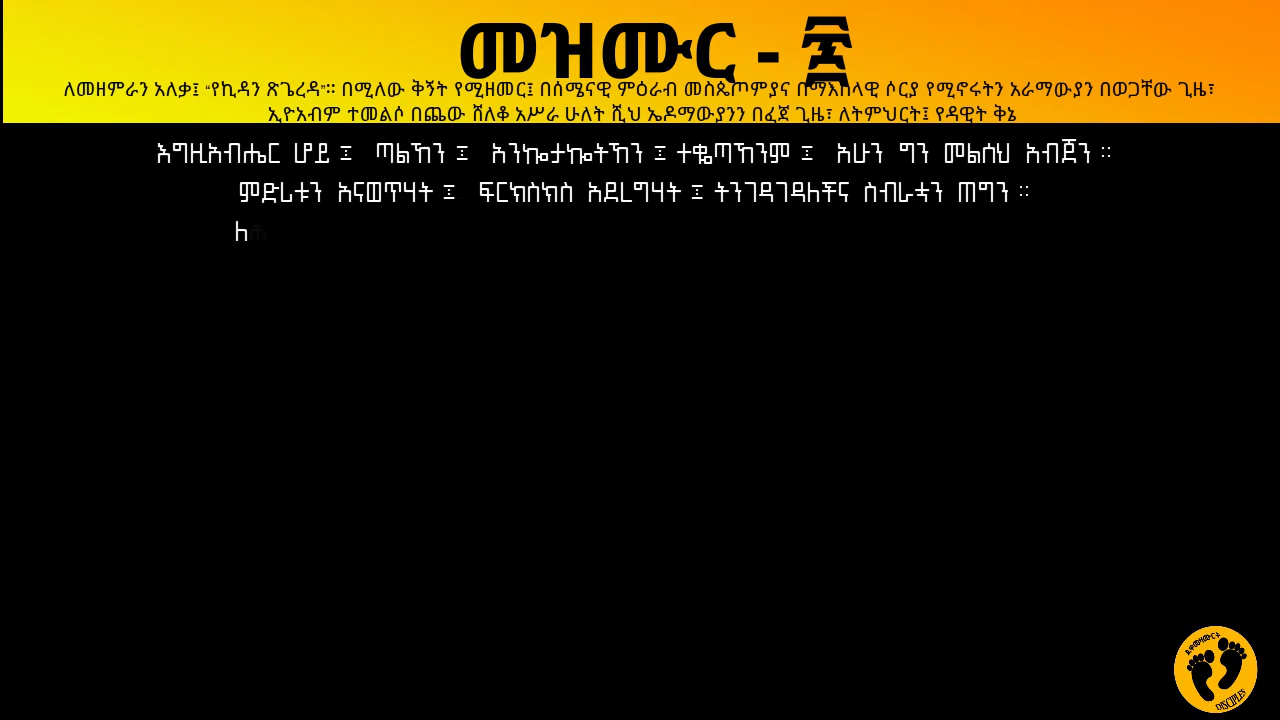 መዝሙር - ፷
ለመዘምራን አለቃ፤ “የኪዳን ጽጌረዳ”። በሚለው ቅኝት የሚዘመር፤ በሰሜናዊ ምዕራብ መስጴጦምያና በማእከላዊ ሶርያ የሚኖሩትን አራማውያን በወጋቸው ጊዜ፣
ኢዮአብም ተመልሶ በጨው ሸለቆ አሥራ ሁለት ሺህ ኤዶማውያንን በፈጀ ጊዜ፣ ለትምህርት፤ የዳዊት ቅኔ
እግዚአብሔር ሆይ ፤ ጣልኸን ፤ አንኰታኰትኸን ፤ ተቈጣኸንም ፤ አሁን ግን መልሰህ አብጀን ።
ምድሪቱን አናወጥሃት ፤ ፍርክስክስ አደረግሃት ፤ ትንገዳገዳለችና ስብራቷን ጠግን ።
ለ
DISCIPLES